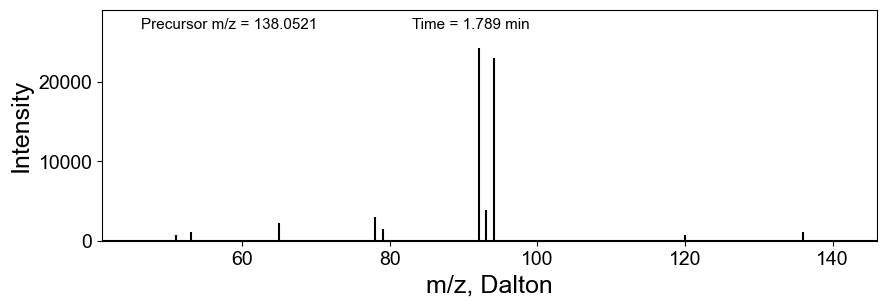 Precursor m/z = 138.0521 Time = 1.789 min
20000
10000
0
Intensity
60 80 100 120 140
m/z, Dalton